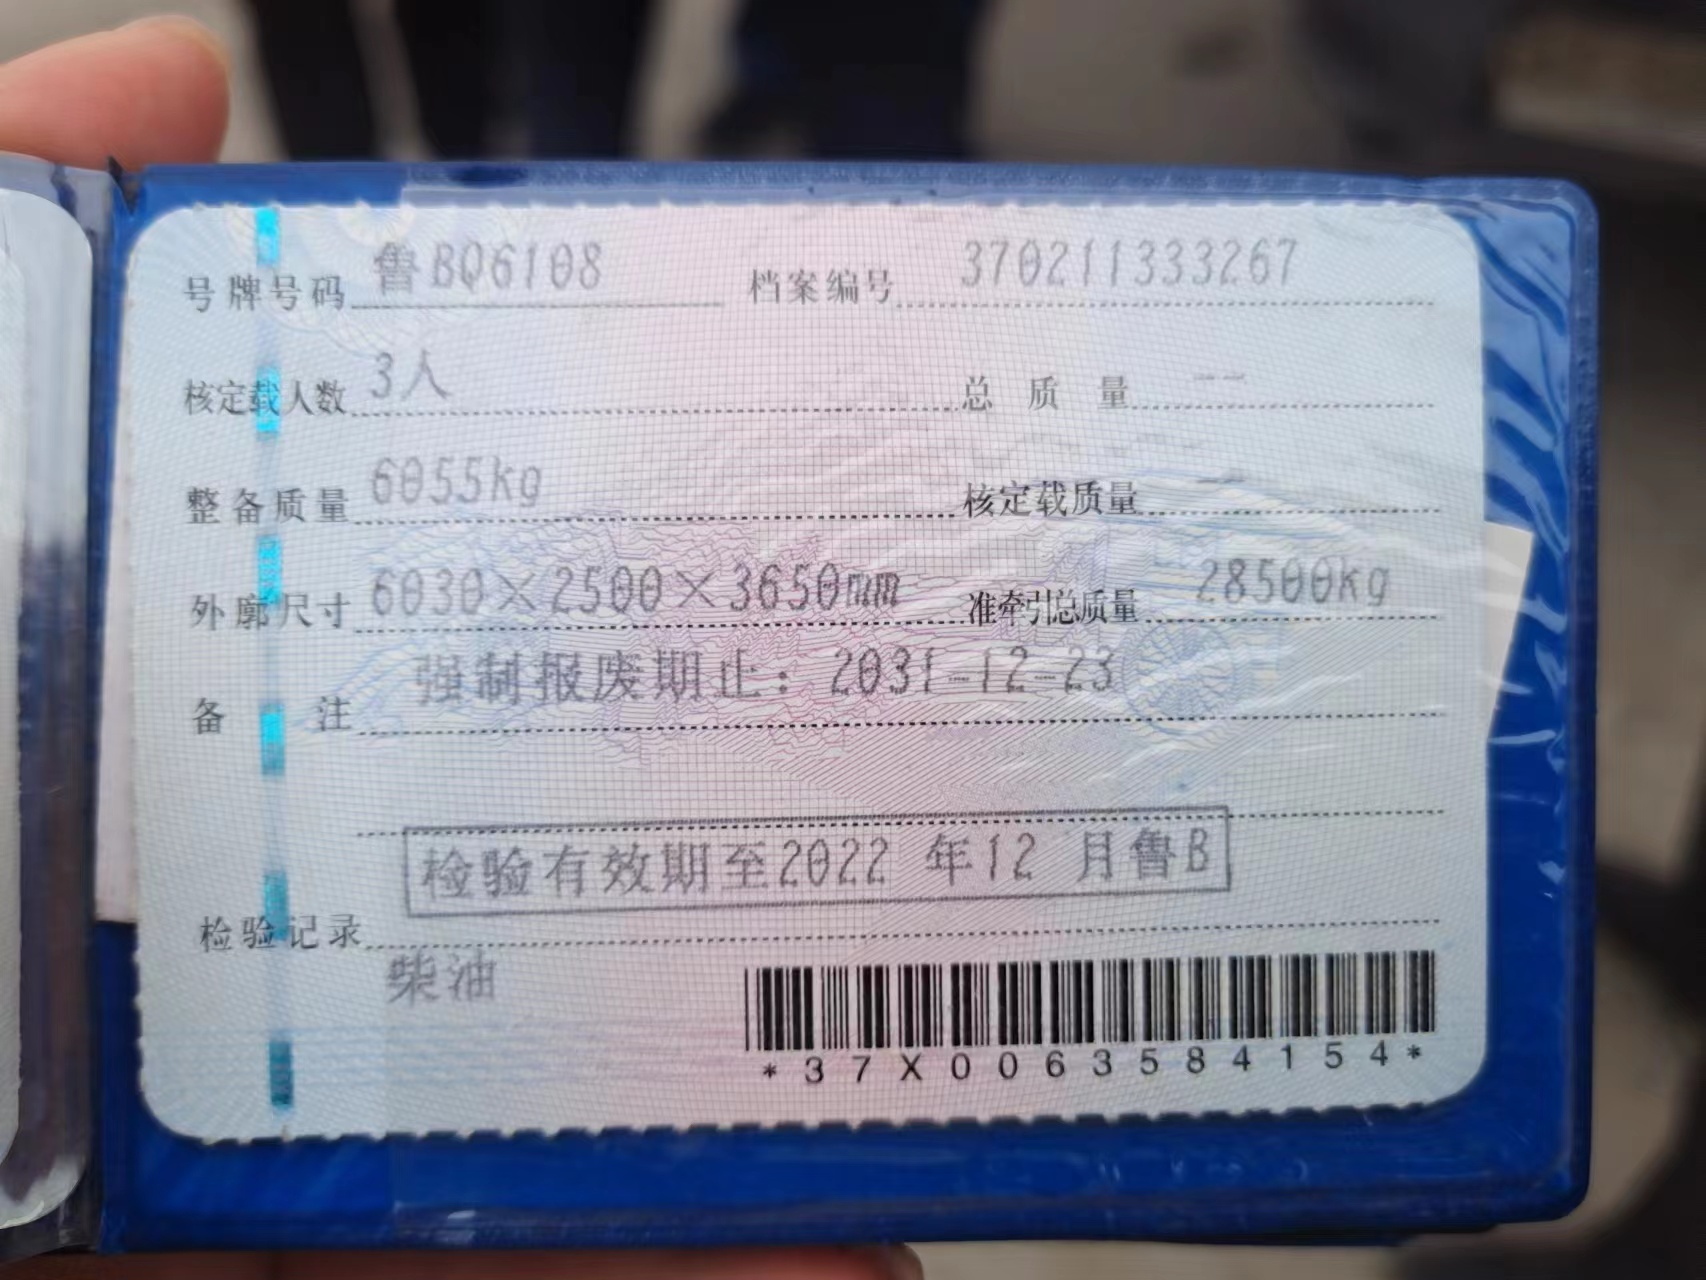 号牌号码 鲁BQ6108 档案编号 370211333267
核定载人数 3人 总质量 --
整备质量 6055kg 核定载质量 --
外廓尺寸 6030×2500×3650mm 准牵引总质量 28500kg
备注 强制报废期止：2031-12-23
检验有效期至2022 年12 月鲁B
检验记录
柴油
*37X0063584154*